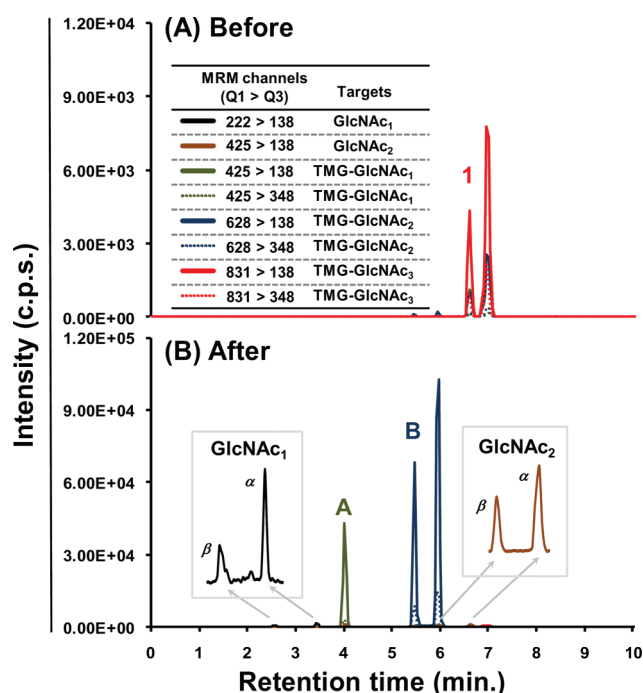 (A) Before
1.20E+04
9.00E+03
6.00E+03
3.00E+03
0.00E+00
MRM channels (Q1 > Q3) Targets
222 > 138 GlcNAc₁
425 > 138 GlcNAc₂
425 > 138 TMG-GlcNAc₁
425 > 348 TMG-GlcNAc₁
628 > 138 TMG-GlcNAc₂
628 > 348 TMG-GlcNAc₂
831 > 138 TMG-GlcNAc₃
831 > 348 TMG-GlcNAc₃
1
Intensity (c.p.s.)
(B) After
1.20E+05
9.00E+04
6.00E+04
3.00E+04
0.00E+00
GlcNAc₁
β
α
A
B
GlcNAc₂
β
α
0 1 2 3 4 5 6 7 8 9 10
Retention time (min.)